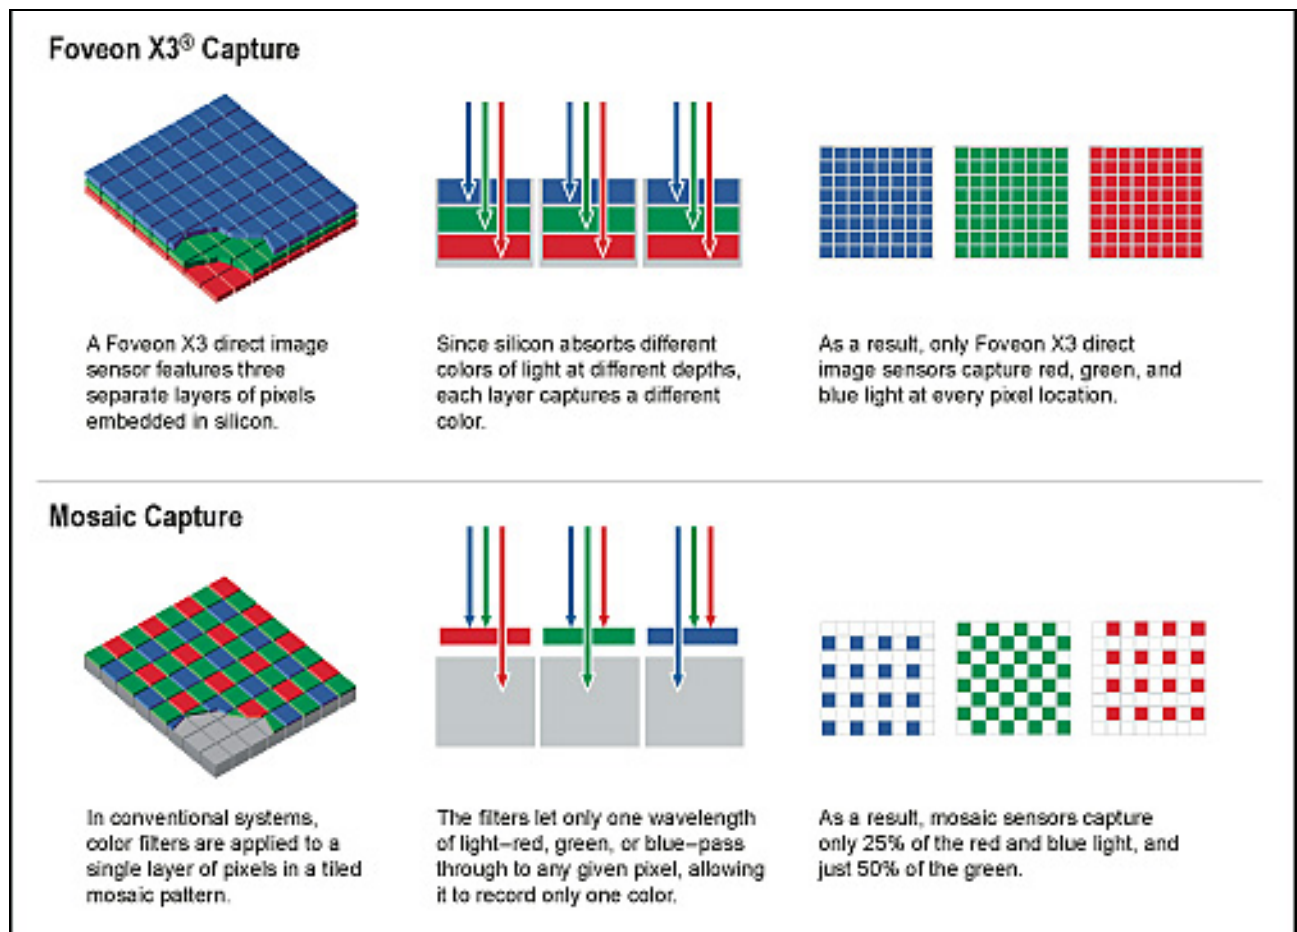 Foveon X3® Capture
A Foveon X3 direct image
sensor features three
separate layers of pixels
embedded in silicon.
Since silicon absorbs different
colors of light at different depths,
each layer captures a different
color.
As a result, only Foveon X3 direct
image sensors capture red, green, and
blue light at every pixel location.
Mosaic Capture
In conventional systems,
color filters are applied to a
single layer of pixels in a tiled
mosaic pattern.
The filters let only one wavelength
of light–red, green, or blue–pass
through to any given pixel, allowing
it to record only one color.
As a result, mosaic sensors capture
only 25% of the red and blue light, and
just 50% of the green.